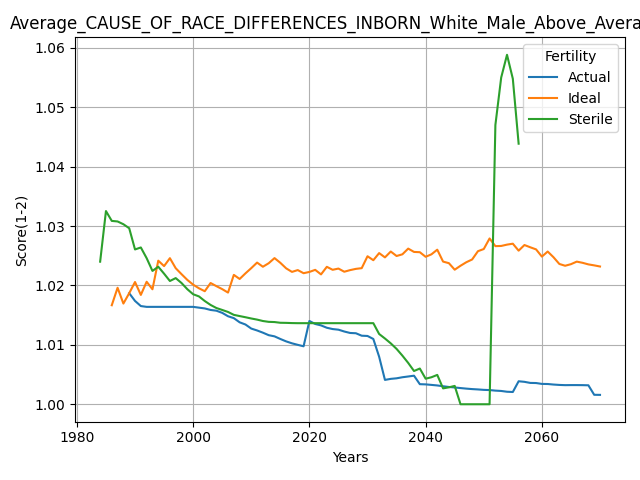 Average_CAUSE_OF_RACE_DIFFERENCES_INBORN_White_Male_Above_Avera
Fertility
Actual
Ideal
Sterile
Score(1-2)
1.06
1.05
1.04
1.03
1.02
1.01
1.00
1980 2000 2020 2040 2060
Years